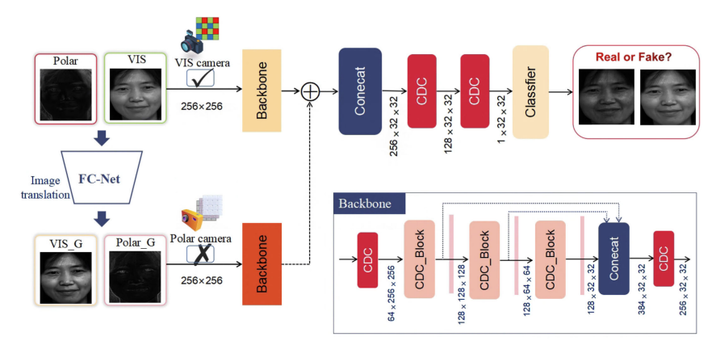 Polar
VIS
VIS camera
256×256
Backbone
Conecat
256 x 32 x 32
CDC
128 x 32 x 32
CDC
1 x 32 x 32
Classfier
Real or Fake?
Image
translation
FC-Net
VIS_G
Polar_G
Polar camera
256×256
Backbone
Backbone
CDC
64 x 256 x 256
CDC_Block
128 x 128 x 128
CDC_Block
128 x 64 x 64
CDC_Block
128 x 32 x 32
Conecat
384 x 32 x 32
CDC
256 x 32 x 32